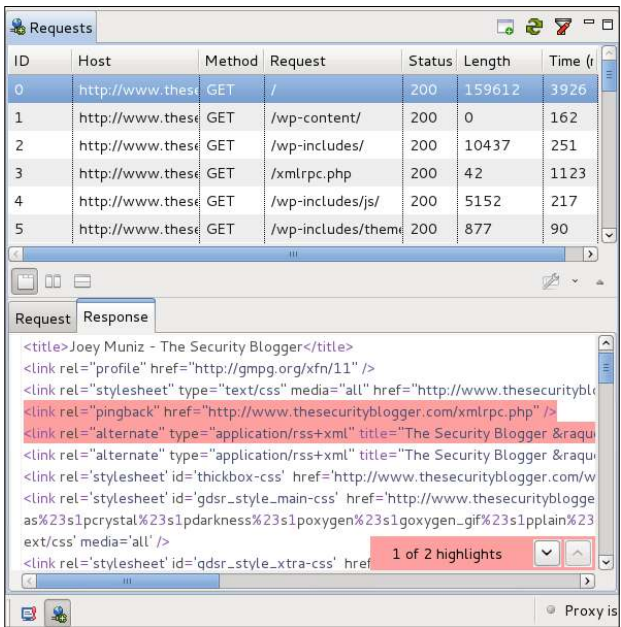 Requests
ID Host Method Request Status Length Time (r
0 http://www.these GET / 200 159612 3926
1 http://www.these GET /wp-content/ 200 0 162
2 http://www.these GET /wp-includes/ 200 10437 251
3 http://www.these GET /xmlrpc.php 200 42 1123
4 http://www.these GET /wp-includes/js/ 200 5152 217
5 http://www.these GET /wp-includes/theme 200 877 90
Request Response
<title>Joey Muniz - The Security Blogger</title>
<link rel="profile" href="http://gmpg.org/xfn/11" />
<link rel="stylesheet" type="text/css" media="all" href="http://www.thesecurityblo
<link rel="pingback" href="http://www.thesecurityblogger.com/xmlrpc.php" />
<link rel="alternate" type="application/rss+xml" title="The Security Blogger &raqu
<link rel="alternate" type="application/rss+xml" title="The Security Blogger &raqu
<link rel='stylesheet' id='thickbox-css' href='http://www.thesecurityblogger.com/w
<link rel='stylesheet' id='gdsr_style_main-css' href='http://www.thesecurityblogge
as%23s1pcrystal%23s1pdarkness%23s1poxygen%23s1goxygen_gif%23s1pplain%23
ext/css' media='all' />
<link rel='stylesheet' id='gdsr_style_xtra-css' href
1 of 2 highlights
Proxy is